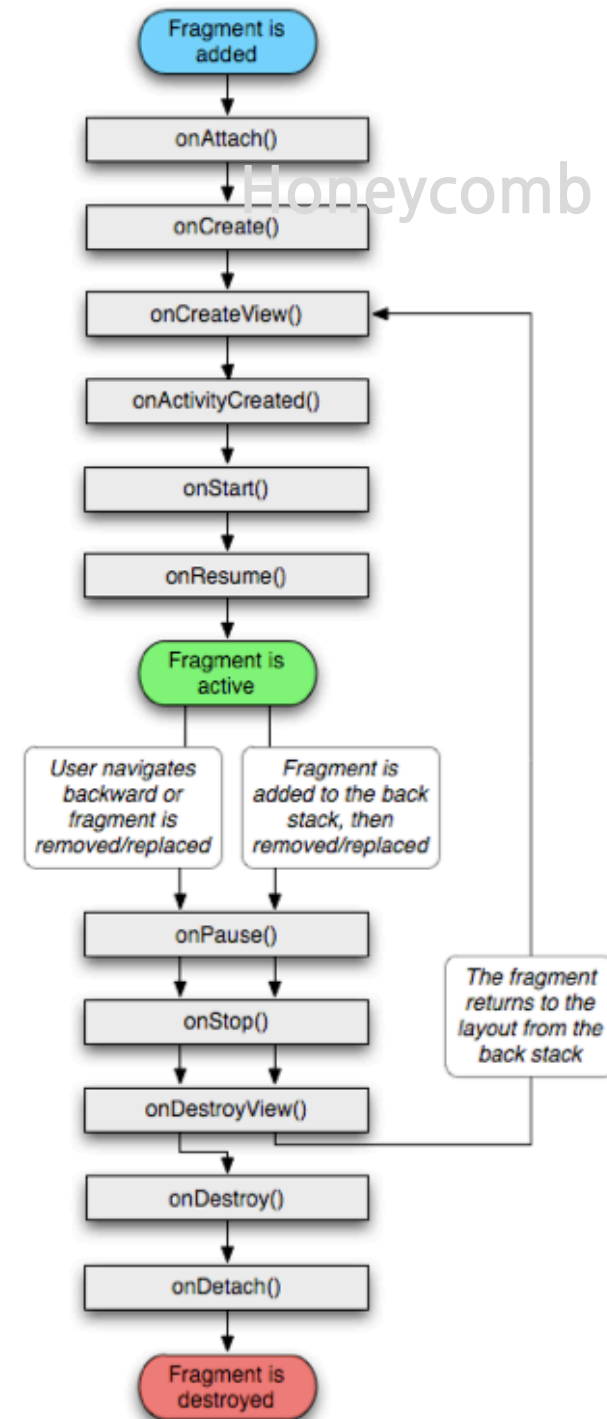 Fragment is
added
onAttach()
Honeycomb
onCreate()
onCreateView()
onActivityCreated()
onStart()
onResume()
Fragment is
active
User navigates
backward or
fragment is
removed/replaced
Fragment is
added to the back
stack, then
removed/replaced
onPause()
The fragment
returns to the
layout from the
back stack
onStop()
onDestroyView()
onDestroy()
onDetach()
Fragment is
destroyed